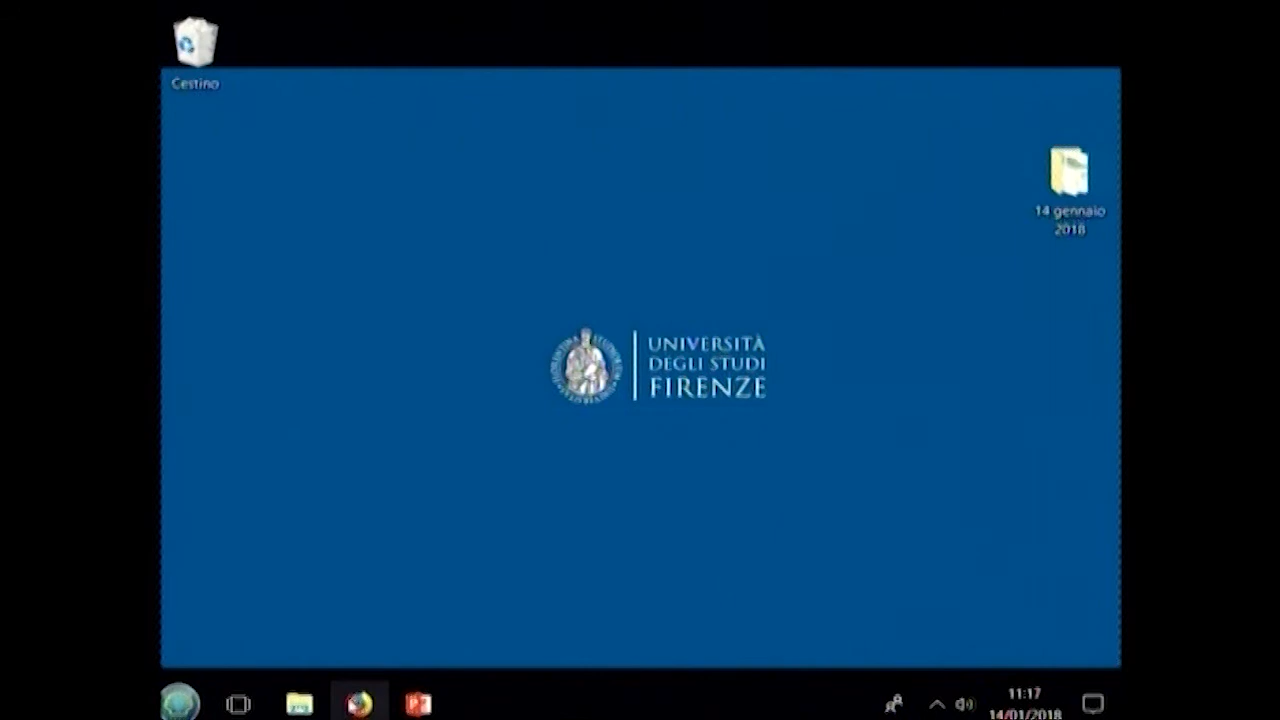 Cestino
14 gennaio
2018
UNIVERSITÀ
DEGLI STUDI
FIRENZE
11:17
14/01/2018